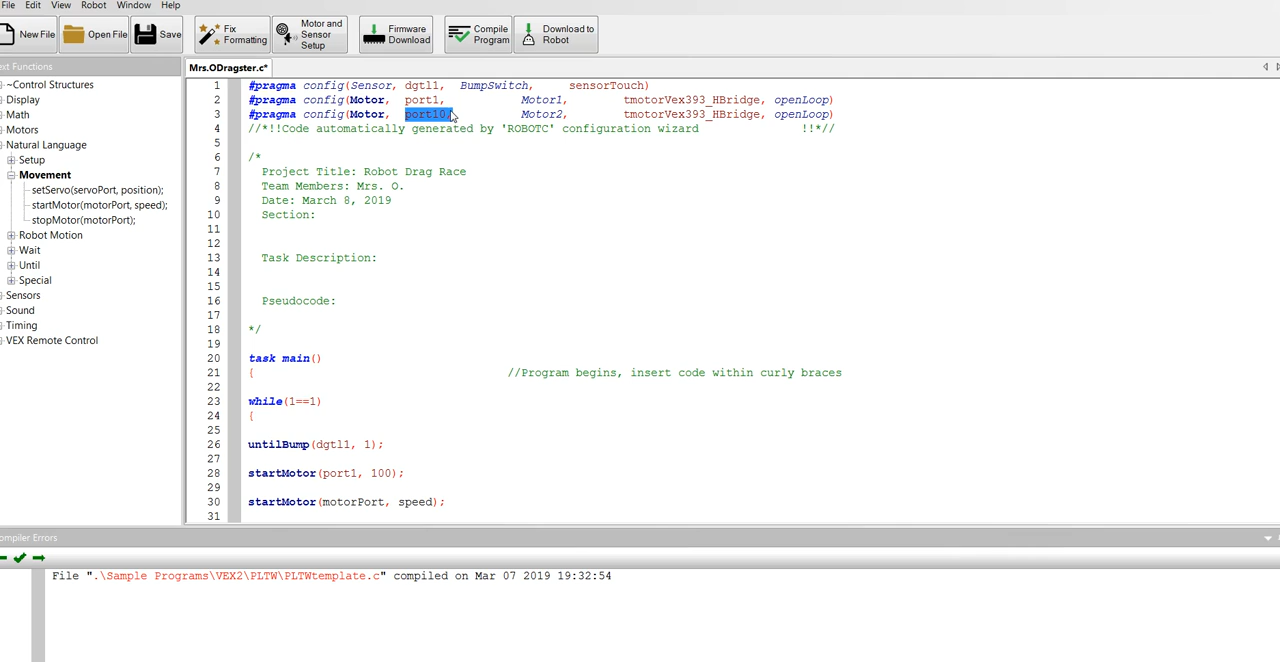 File Edit View Robot Window Help
New File Open File Save Fix Formatting Motor and Sensor Setup Firmware Download Compile Program Download to Robot
ext Functions
Mrs.ODragster.c*
~Control Structures
Display
Math
Motors
Natural Language
Setup
Movement
setServo(servoPort, position);
startMotor(motorPort, speed);
stopMotor(motorPort);
Robot Motion
Wait
Until
Special
Sensors
Sound
Timing
VEX Remote Control
1 #pragma config(Sensor, dgtl1, BumpSwitch, sensorTouch)
2 #pragma config(Motor, port1, Motor1, tmotorVex393_HBridge, openLoop)
3 #pragma config(Motor, port10, Motor2, tmotorVex393_HBridge, openLoop)
4 //*!!Code automatically generated by 'ROBOTC' configuration wizard !!*//
5
6 /*
7 Project Title: Robot Drag Race
8 Team Members: Mrs. O.
9 Date: March 8, 2019
10 Section:
11
12
13 Task Description:
14
15
16 Pseudocode:
17
18 */
19
20 task main()
21 { //Program begins, insert code within curly braces
22
23 while(1==1)
24 {
25
26 untilBump(dgtl1, 1);
27
28 startMotor(port1, 100);
29
30 startMotor(motorPort, speed);
31
ompiler Errors
File ".\Sample Programs\VEX2\PLTW\PLTWtemplate.c" compiled on Mar 07 2019 19:32:54